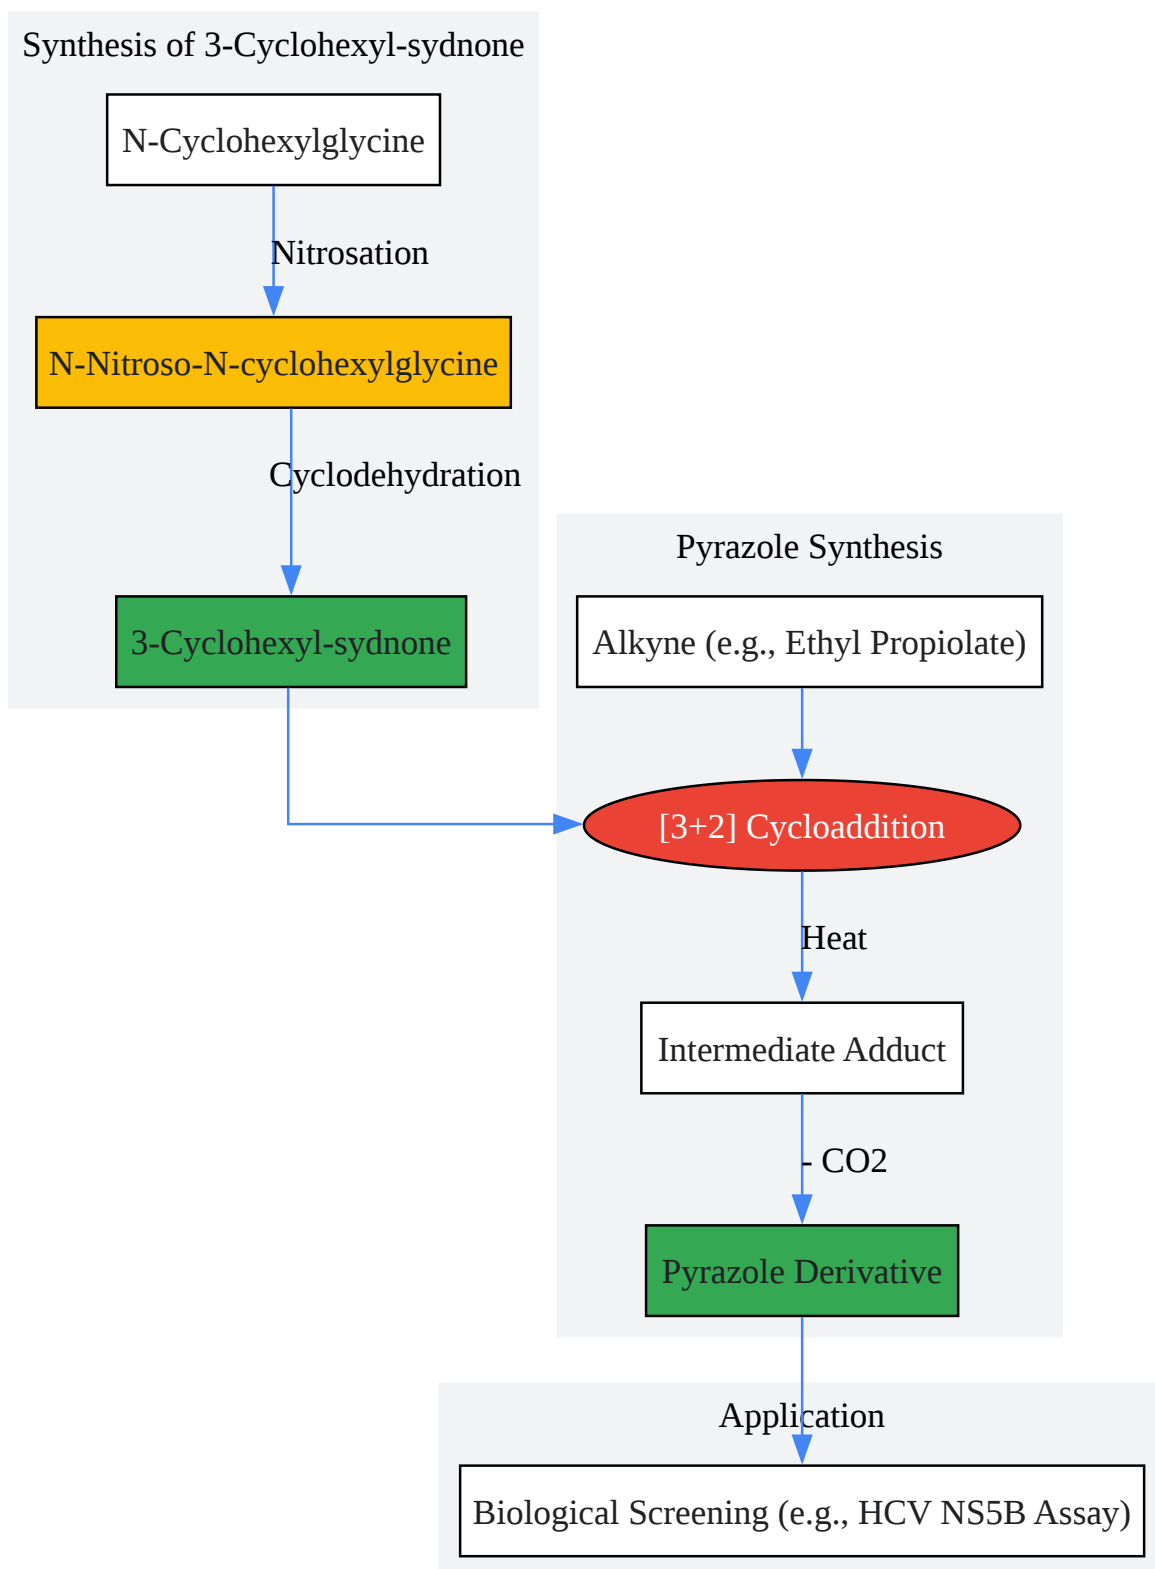 Synthesis of 3-Cyclohexyl-sydnone
N-Cyclohexylglycine
Nitrosation
N-Nitroso-N-cyclohexylglycine
Cyclodehydration
3-Cyclohexyl-sydnone
Pyrazole Synthesis
Alkyne (e.g., Ethyl Propiolate)
[3+2] Cycloaddition
Heat
Intermediate Adduct
- CO2
Pyrazole Derivative
Application
Biological Screening (e.g., HCV NS5B Assay)